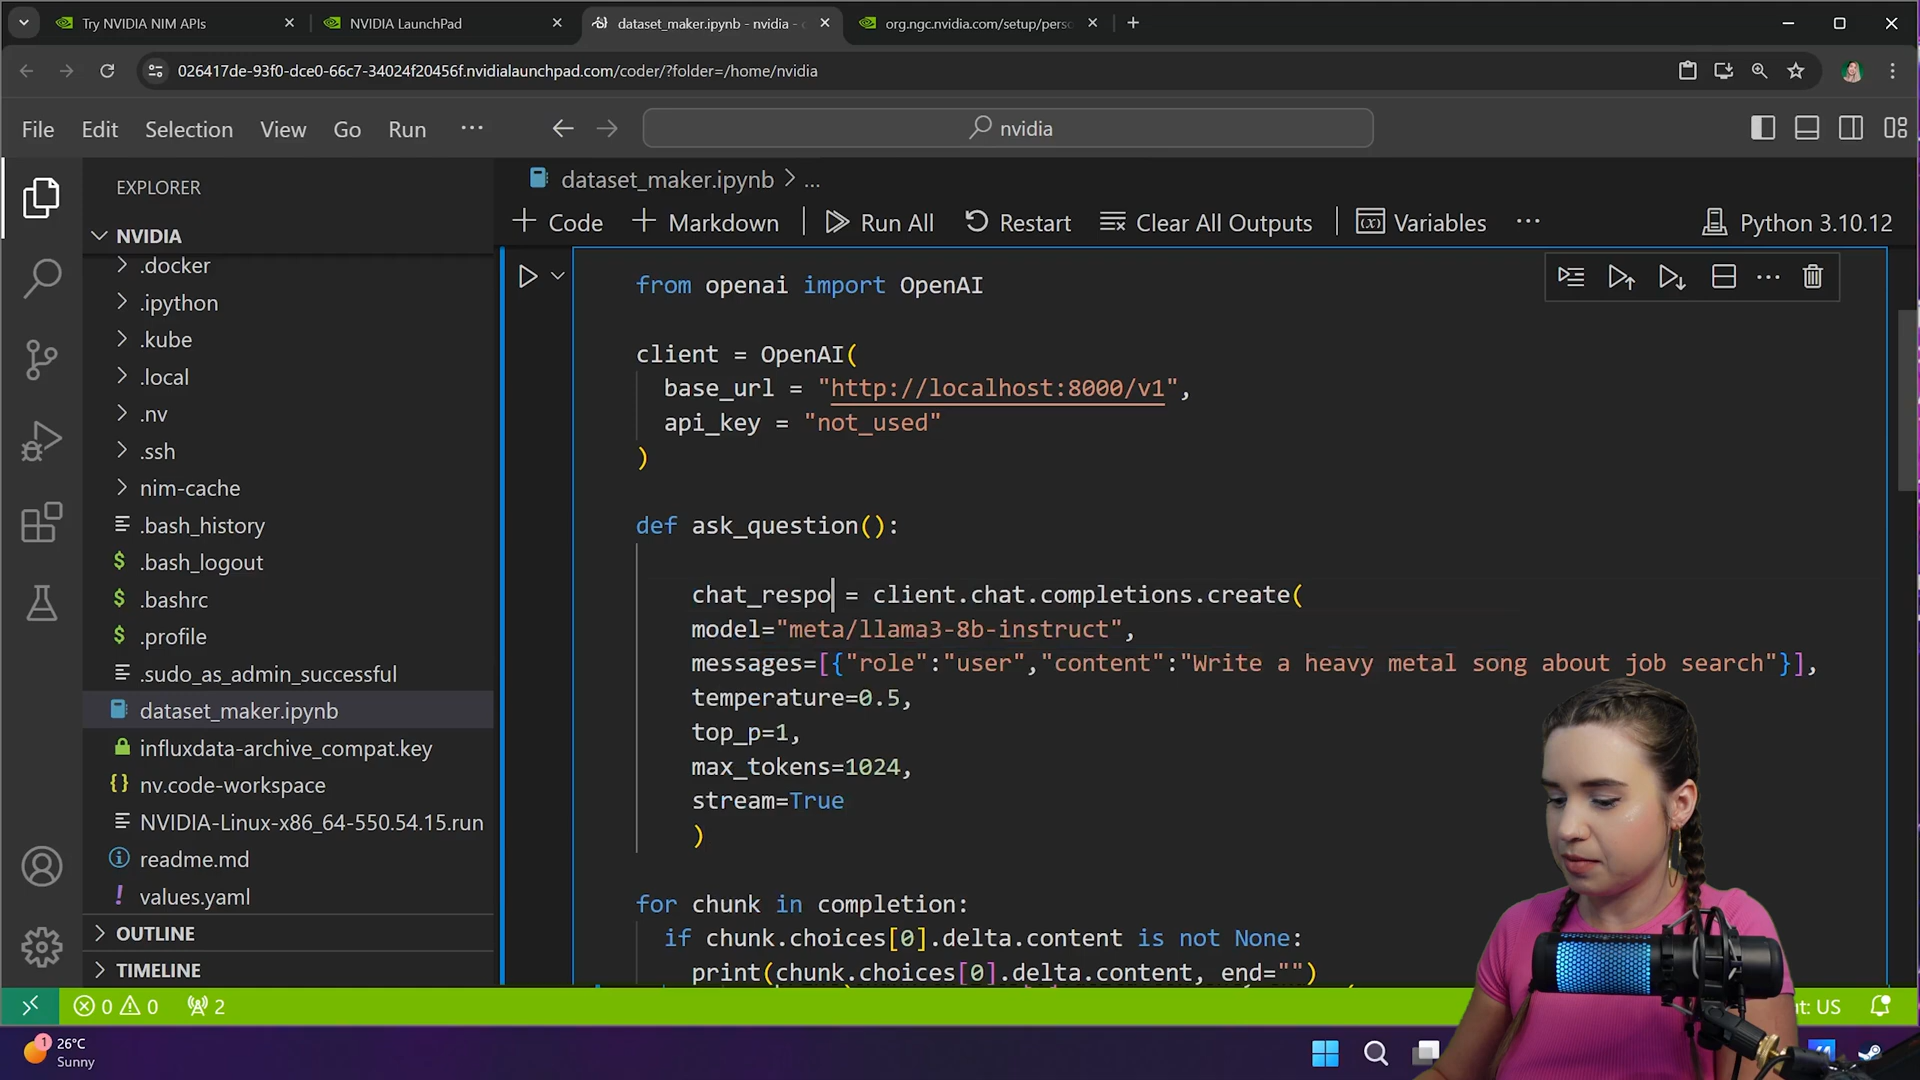 Try NVIDIA NIM APIs
NVIDIA LaunchPad
dataset_maker.ipynb - nvidia -
org.ngc.nvidia.com/setup/pers
026417de-93f0-dce0-66c7-34024f20456f.nvidialaunchpad.com/coder/?folder=/home/nvidia
File Edit Selection View Go Run ...
nvidia
EXPLORER
NVIDIA
.docker
.ipython
.kube
.local
.nv
.ssh
nim-cache
.bash_history
.bash_logout
.bashrc
.profile
.sudo_as_admin_successful
dataset_maker.ipynb
influxdata-archive_compat.key
nv.code-workspace
NVIDIA-Linux-x86_64-550.54.15.run
readme.md
values.yaml
OUTLINE
TIMELINE
dataset_maker.ipynb > ...
+ Code + Markdown Run All Restart Clear All Outputs Variables ... Python 3.10.12
from openai import OpenAI
client = OpenAI(
base_url = "http://localhost:8000/v1",
api_key = "not_used"
)
def ask_question():
chat_respo = client.chat.completions.create(
model="meta/llama3-8b-instruct",
messages=[{"role":"user","content":"Write a heavy metal song about job search"}],
temperature=0.5,
top_p=1,
max_tokens=1024,
stream=True
)
for chunk in completion:
if chunk.choices[0].delta.content is not None:
print(chunk.choices[0].delta.content, end="")
0 0 2
US
1
26°C
Sunny